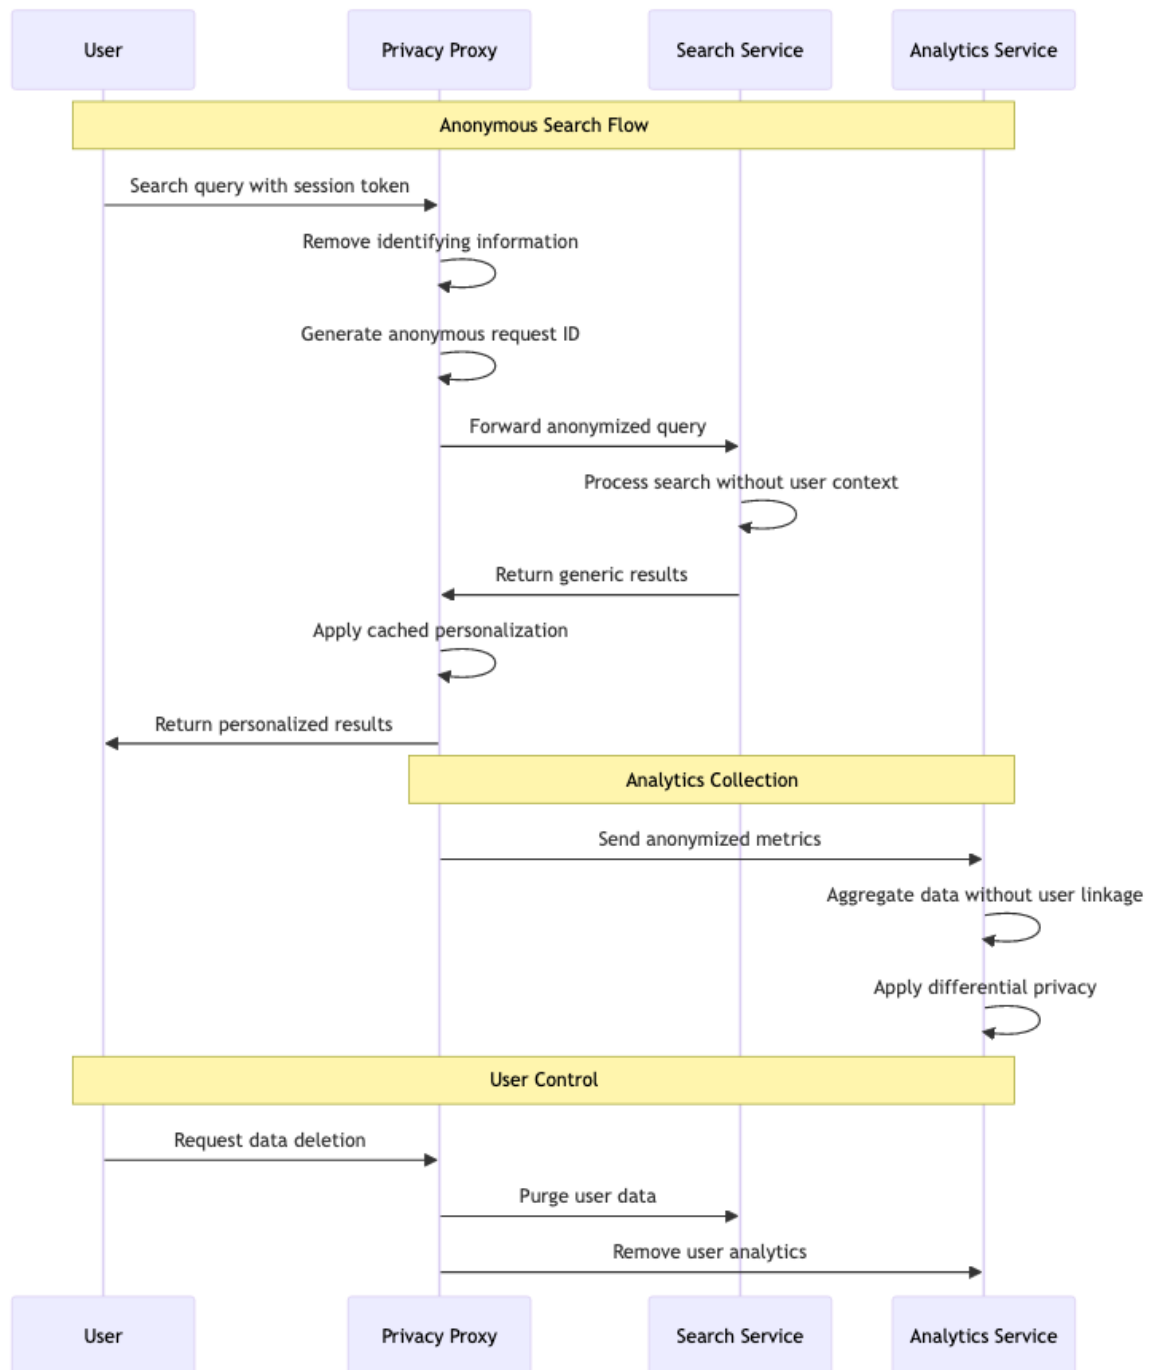 User
Privacy Proxy
Search Service
Analytics Service
Anonymous Search Flow
Search query with session token
Remove identifying information
Generate anonymous request ID
Forward anonymized query
Process search without user context
Return generic results
Apply cached personalization
Return personalized results
Analytics Collection
Send anonymized metrics
Aggregate data without user linkage
Apply differential privacy
User Control
Request data deletion
Purge user data
Remove user analytics
User
Privacy Proxy
Search Service
Analytics Service